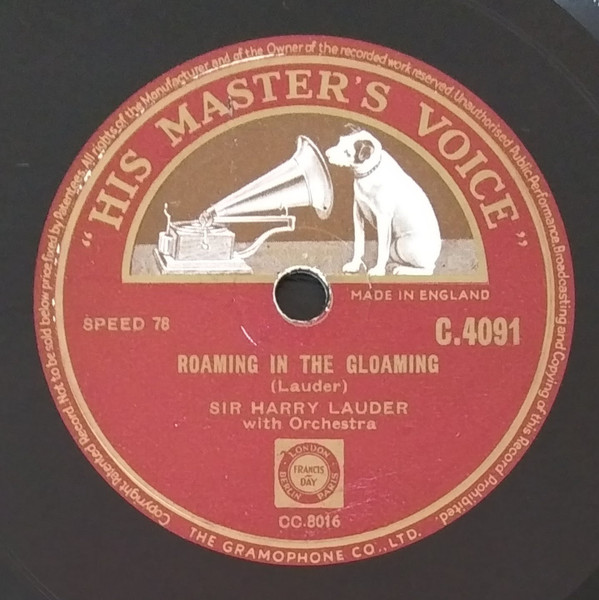 Copyright Patented Record. Not to be sold below price fixed by Patentees. All rights of the Manufacturer and of the Owner of the recorded work reserved. Unauthorised Public Performance, Broadcasting and Copying of this Record Prohibited.
"HIS MASTER'S VOICE"
MADE IN ENGLAND
SPEED 78
C.4091
ROAMING IN THE GLOAMING
(Lauder)
SIR HARRY LAUDER
with Orchestra
LONDON
FRANCIS
DAY
BERLIN
PARIS
CC.8016
THE GRAMOPHONE CO., LTD.